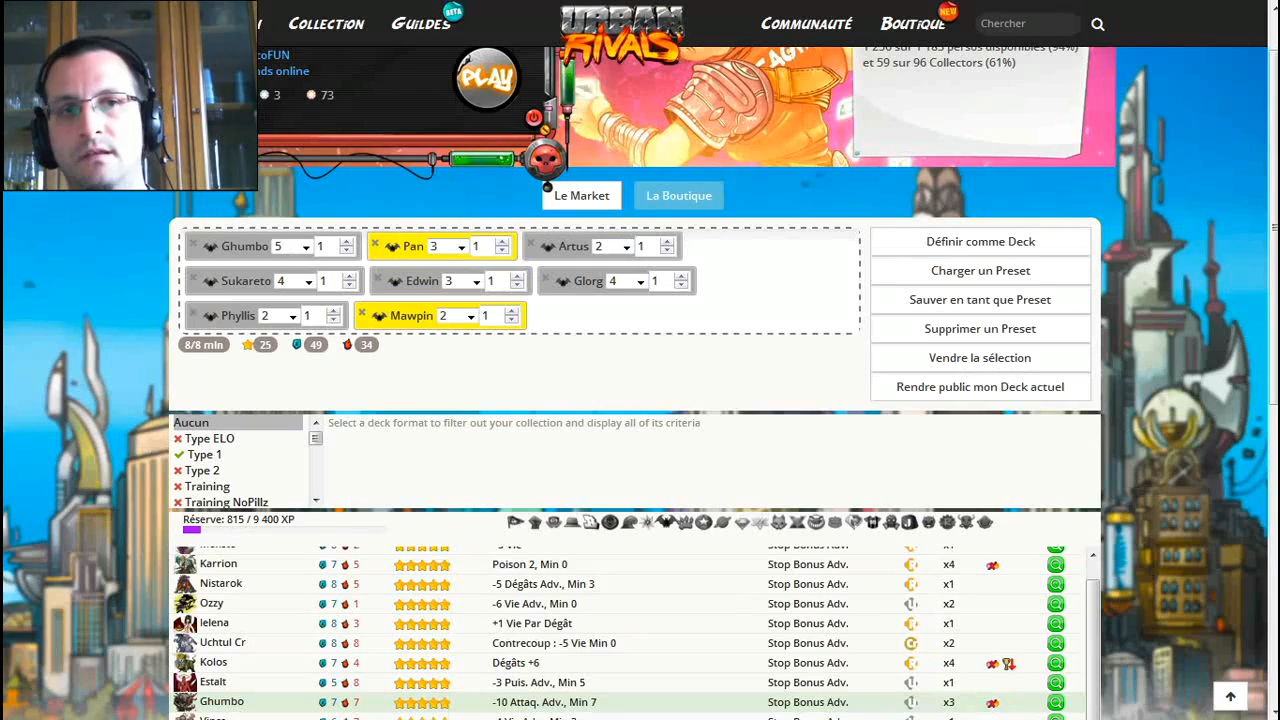 Collection
Guildes
BETA
URBAN RIVALS
Communauté
Boutique
NEW
Chercher
coFUN
nds online
3 73
PLAY
1 256 sur 1 185 persos disponibles (94%)
et 59 sur 96 Collectors (61%)
Le Market
La Boutique
Ghumbo 5 1
Pan 3 1
Artus 2 1
Sukareto 4 1
Edwin 3 1
Glorg 4 1
Phyllis 2 1
Mawpin 2 1
8/8 min 25 49 34
Définir comme Deck
Charger un Preset
Sauver en tant que Preset
Supprimer un Preset
Vendre la sélection
Rendre public mon Deck actuel
Aucun
Type ELO
Type 1
Type 2
Training
Training NoPillz
Select a deck format to filter out your collection and display all of its criteria
Réserve: 815 / 9 400 XP
Karrion 7 5 Poison 2, Min 0 Stop Bonus Adv. x4
Nistarok 8 5 -5 Dégâts Adv., Min 3 Stop Bonus Adv. x1
Ozzy 7 1 -6 Vie Adv., Min 0 Stop Bonus Adv. x2
Ielena 8 3 +1 Vie Par Dégât Stop Bonus Adv. x1
Uchtul Cr 8 8 Contrecoup : -5 Vie Min 0 Stop Bonus Adv. x2
Kolos 7 4 Dégâts +6 Stop Bonus Adv. x4
Estalt 5 8 -3 Puis. Adv., Min 5 Stop Bonus Adv. x1
Ghumbo 7 7 -10 Attaq. Adv., Min 7 Stop Bonus Adv. x3